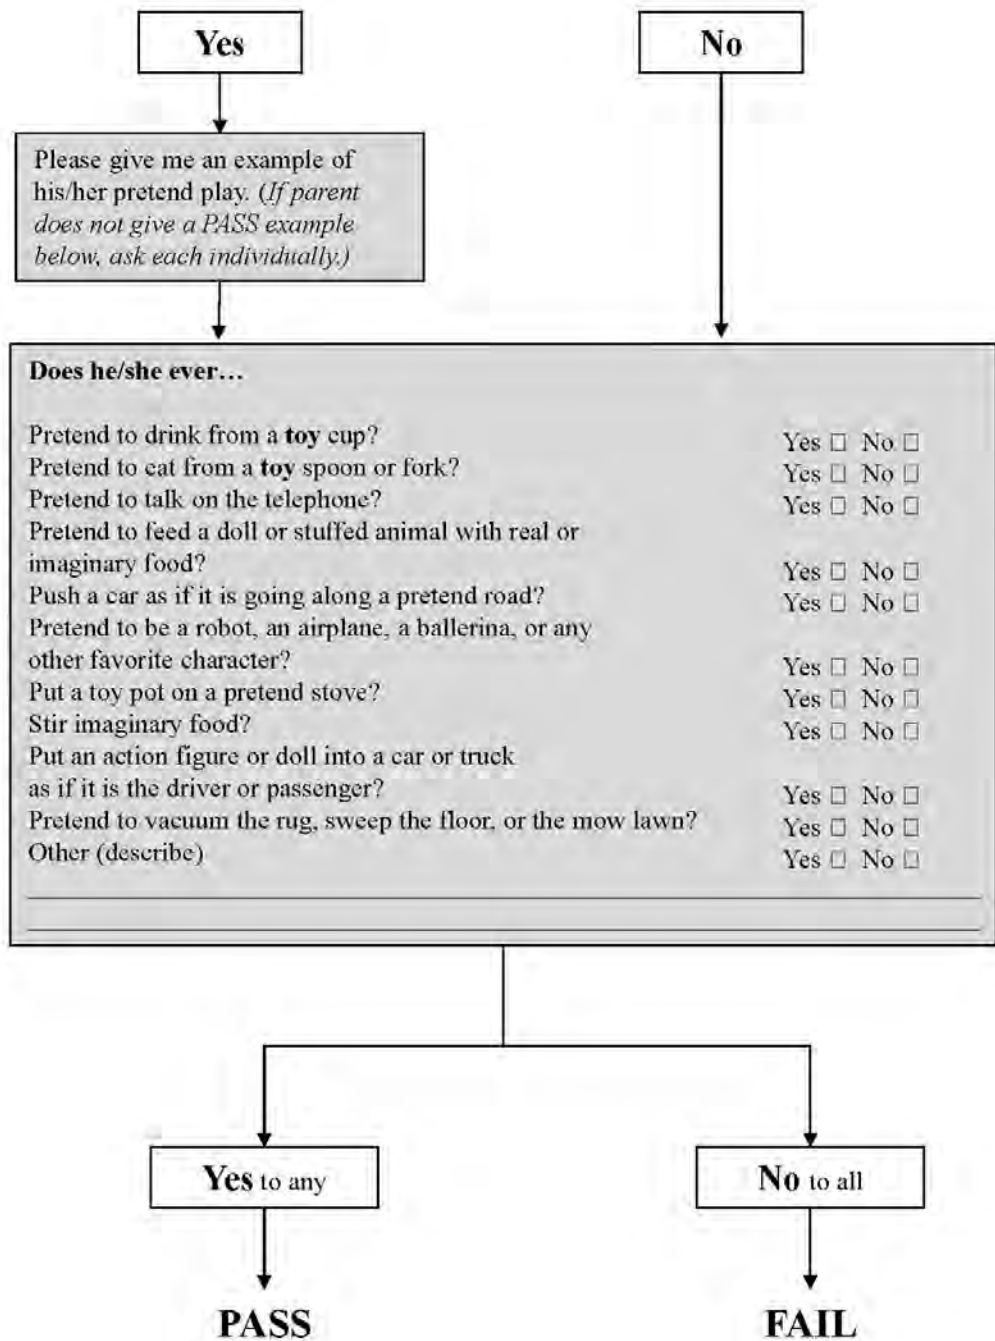 Yes
No
Please give me an example of
his/her pretend play. (If parent
does not give a PASS example
below, ask each individually.)
Does he/she ever…
Pretend to drink from a toy cup? Yes □ No □
Pretend to eat from a toy spoon or fork? Yes □ No □
Pretend to talk on the telephone? Yes □ No □
Pretend to feed a doll or stuffed animal with real or
imaginary food? Yes □ No □
Push a car as if it is going along a pretend road? Yes □ No □
Pretend to be a robot, an airplane, a ballerina, or any
other favorite character? Yes □ No □
Put a toy pot on a pretend stove? Yes □ No □
Stir imaginary food? Yes □ No □
Put an action figure or doll into a car or truck
as if it is the driver or passenger? Yes □ No □
Pretend to vacuum the rug, sweep the floor, or the mow lawn? Yes □ No □
Other (describe) Yes □ No □
Yes to any
No to all
PASS
FAIL